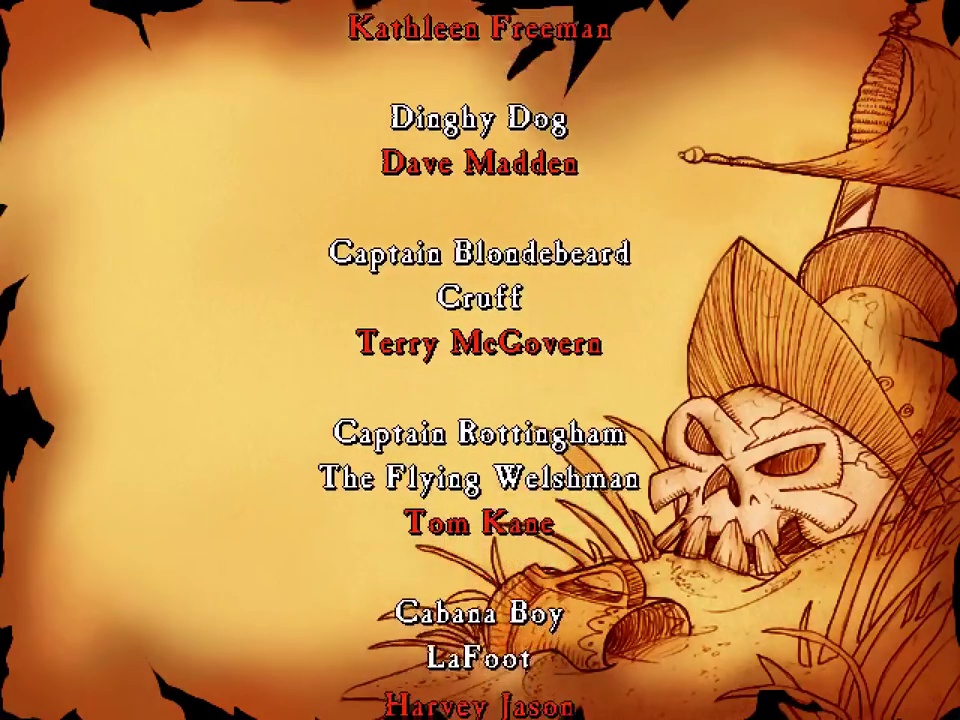 Kathleen Freeman
Dinghy Dog
Dave Madden
Captain Blondebeard
Cruff
Terry McGovern
Captain Rottingham
The Flying Welshman
Tom Kane
Cabana Boy
LaFoot
Harvey Jason